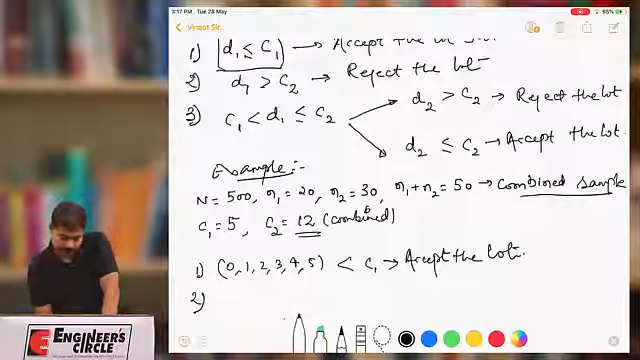 3:17 PM Tue 28 May
65%
Vineet Sir...
1) d₁ ≤ C₁ → Accept the lot
2) d₁ > C₂ → Reject the lot
3) C₁ < d₁ ≤ C₂
d₂ > C₂ → Reject the lot
d₂ ≤ C₂ → Accept the lot.
Example:-
N = 500, n₁ = 20, n₂ = 30, n₁ + n₂ = 50 → Combined sample
C₁ = 5, C₂ = 12 (combined)
1) (0, 1, 2, 3, 4, 5) < C₁ → Accept the lot.
2)
E ENGINEER'S CIRCLE